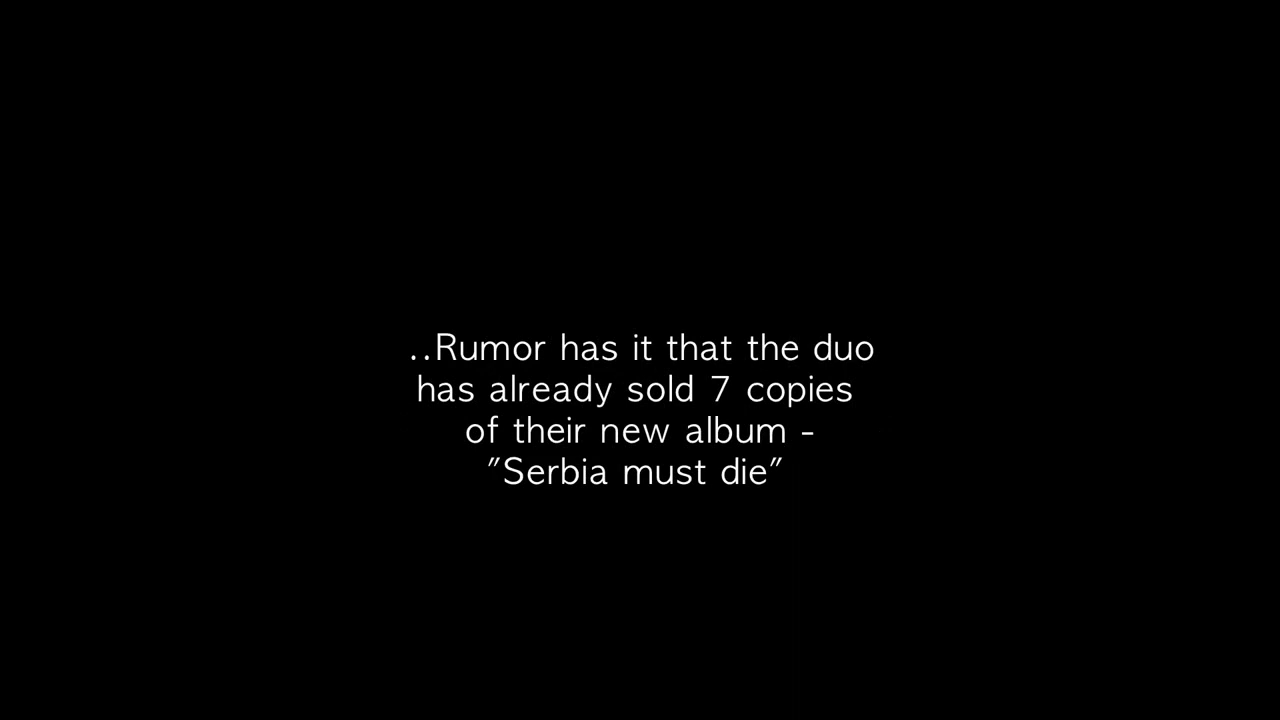 ..Rumor has it that the duo
has already sold 7 copies
of their new album -
"Serbia must die"